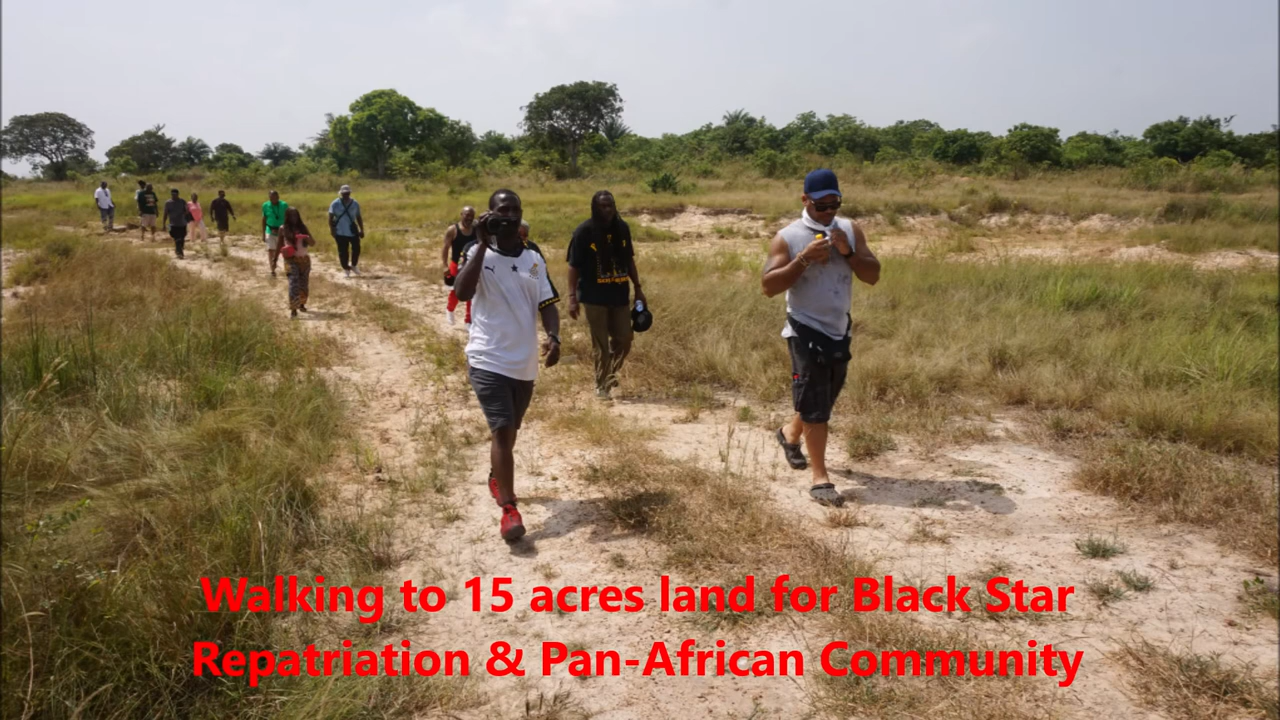 Walking to 15 acres land for Black Star
Repatriation & Pan-African Community